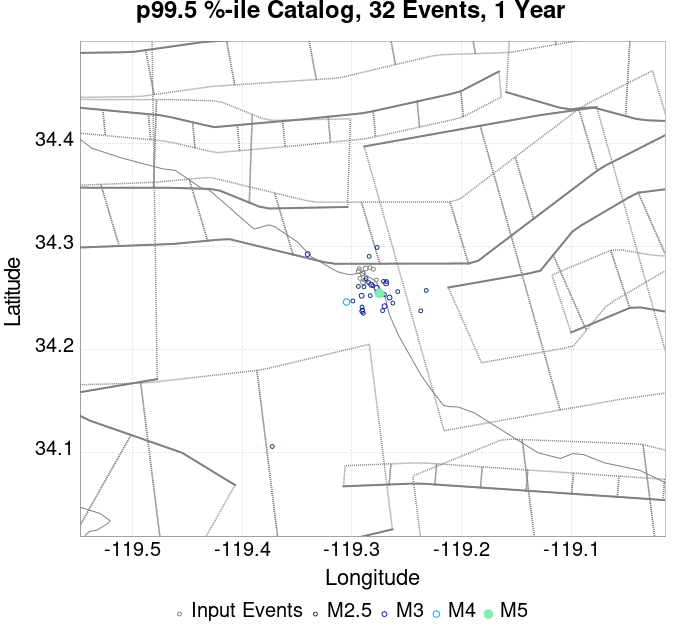 p99.5 %-ile Catalog, 32 Events, 1 Year
34.4
34.3
34.2
34.1
Latitude
-119.5 -119.4 -119.3 -119.2 -119.1
Longitude
Input Events M2.5 M3 M4 M5